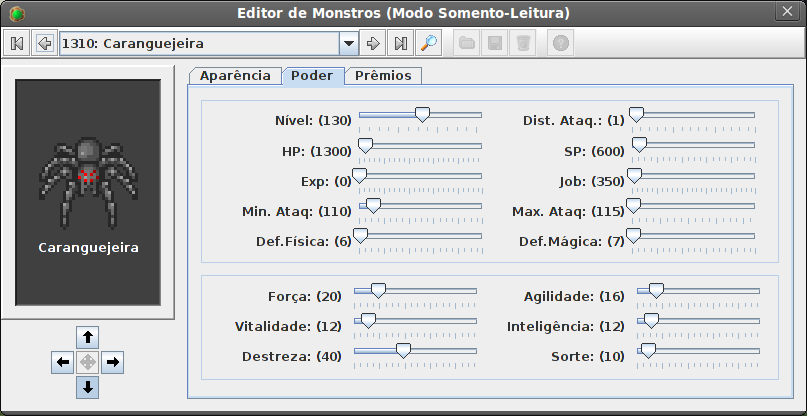 Editor de Monstros (Modo Somento-Leitura)
1310: Caranguejeira
Aparência Poder Prêmios
Caranguejeira
Nível: (130) Dist. Ataq.: (1)
HP: (1300) SP: (600)
Exp: (0) Job: (350)
Min. Ataq: (110) Max. Ataq: (115)
Def.Física: (6) Def.Mágica: (7)
Força: (20) Agilidade: (16)
Vitalidade: (12) Inteligência: (12)
Destreza: (40) Sorte: (10)